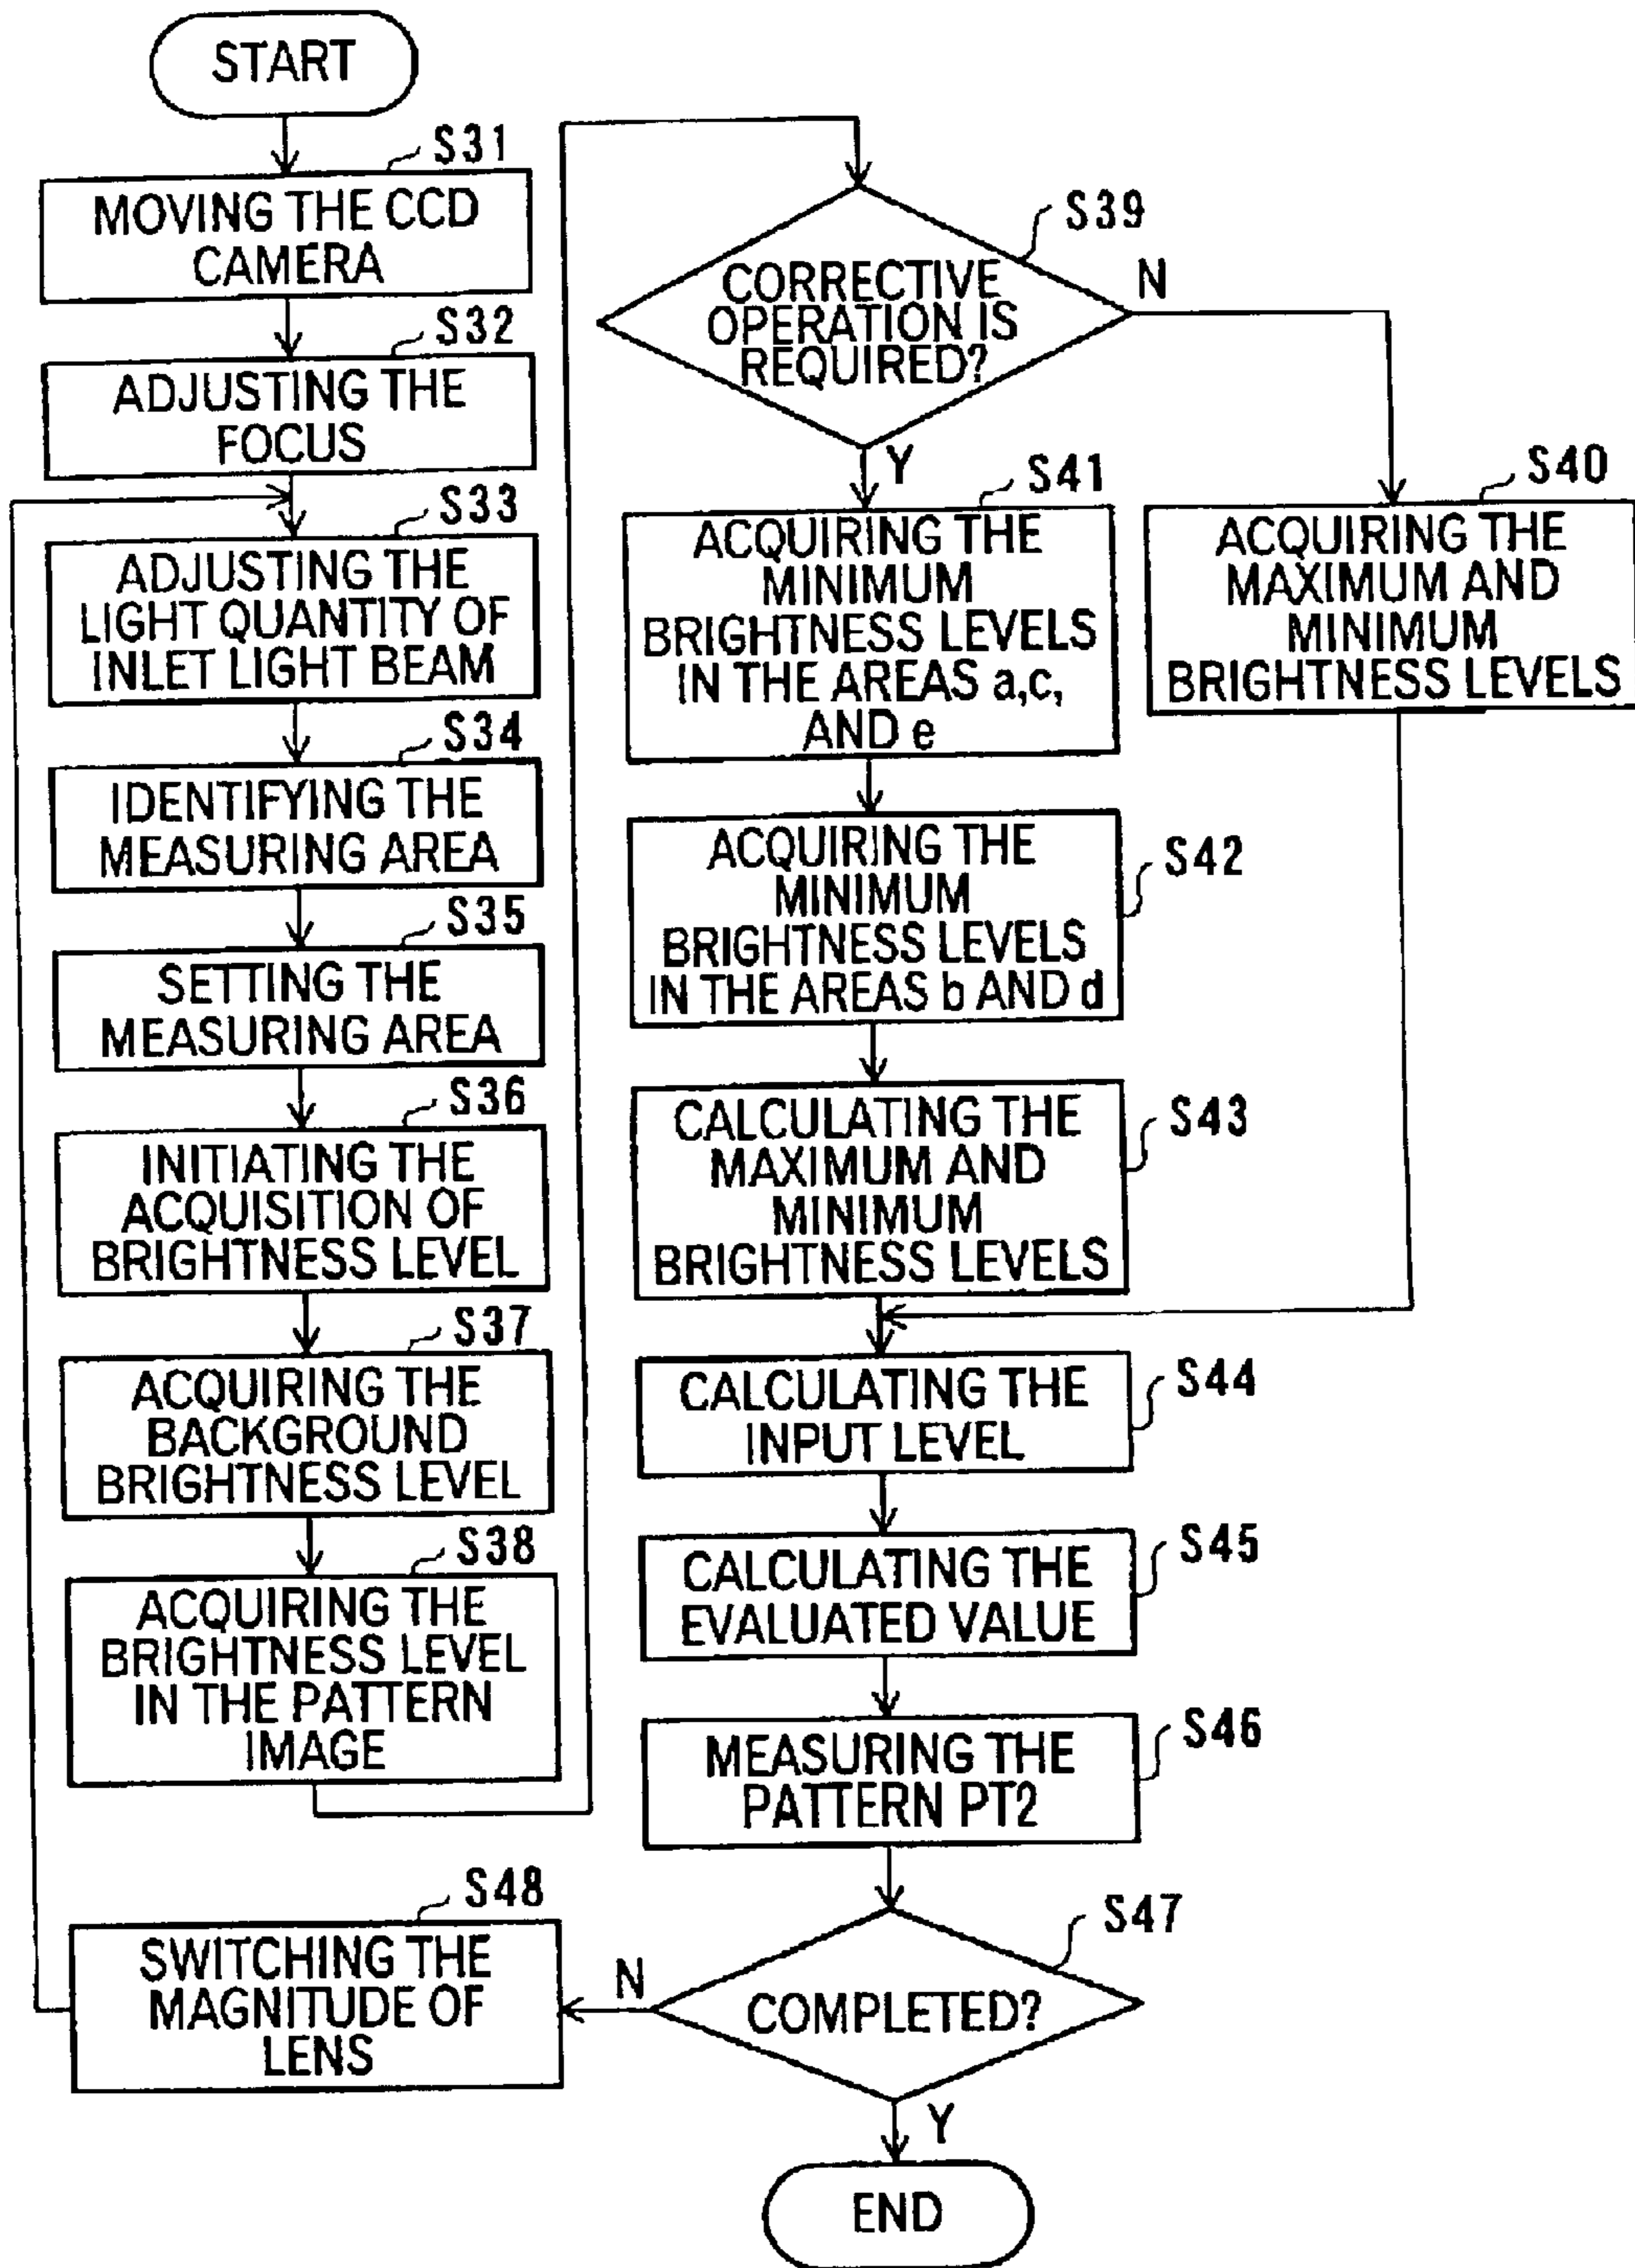 START
S31
MOVING THE CCD
CAMERA
S32
ADJUSTING THE
FOCUS
S33
ADJUSTING THE
LIGHT QUANTITY OF
INLET LIGHT BEAM
S34
IDENTIFYING THE
MEASURING AREA
S35
SETTING THE
MEASURING AREA
S36
INITIATING THE
ACQUISITION OF
BRIGHTNESS LEVEL
S37
ACQUIRING THE
BACKGROUND
BRIGHTNESS LEVEL
S38
ACQUIRING THE
BRIGHTNESS LEVEL
IN THE PATTERN
IMAGE
S39
CORRECTIVE
OPERATION IS
REQUIRED?
N
Y
S40
ACQUIRING THE
MAXIMUM AND
MINIMUM
BRIGHTNESS LEVELS
S41
ACQUIRING THE
MINIMUM
BRIGHTNESS LEVELS
IN THE AREAS a,c,
AND e
S42
ACQUIRING THE
MINIMUM
BRIGHTNESS LEVELS
IN THE AREAS b AND d
S43
CALCULATING THE
MAXIMUM AND
MINIMUM
BRIGHTNESS LEVELS
S44
CALCULATING THE
INPUT LEVEL
S45
CALCULATING THE
EVALUATED VALUE
S46
MEASURING THE
PATTERN PT2
S47
COMPLETED?
N
Y
S48
SWITCHING THE
MAGNITUDE OF
LENS
END